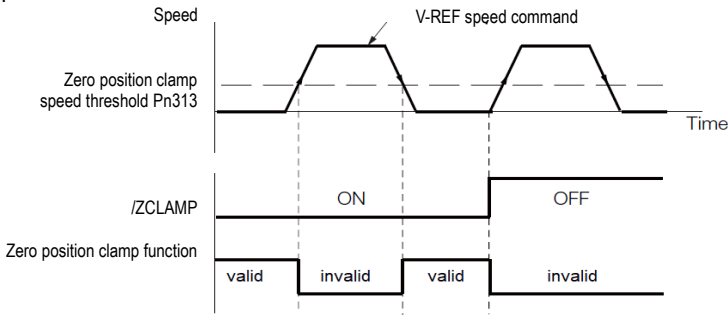 Speed
V-REF speed command
Zero position clamp
speed threshold Pn313
Time
/ZCLAMP
ON
OFF
Zero position clamp function
valid
invalid
valid
invalid